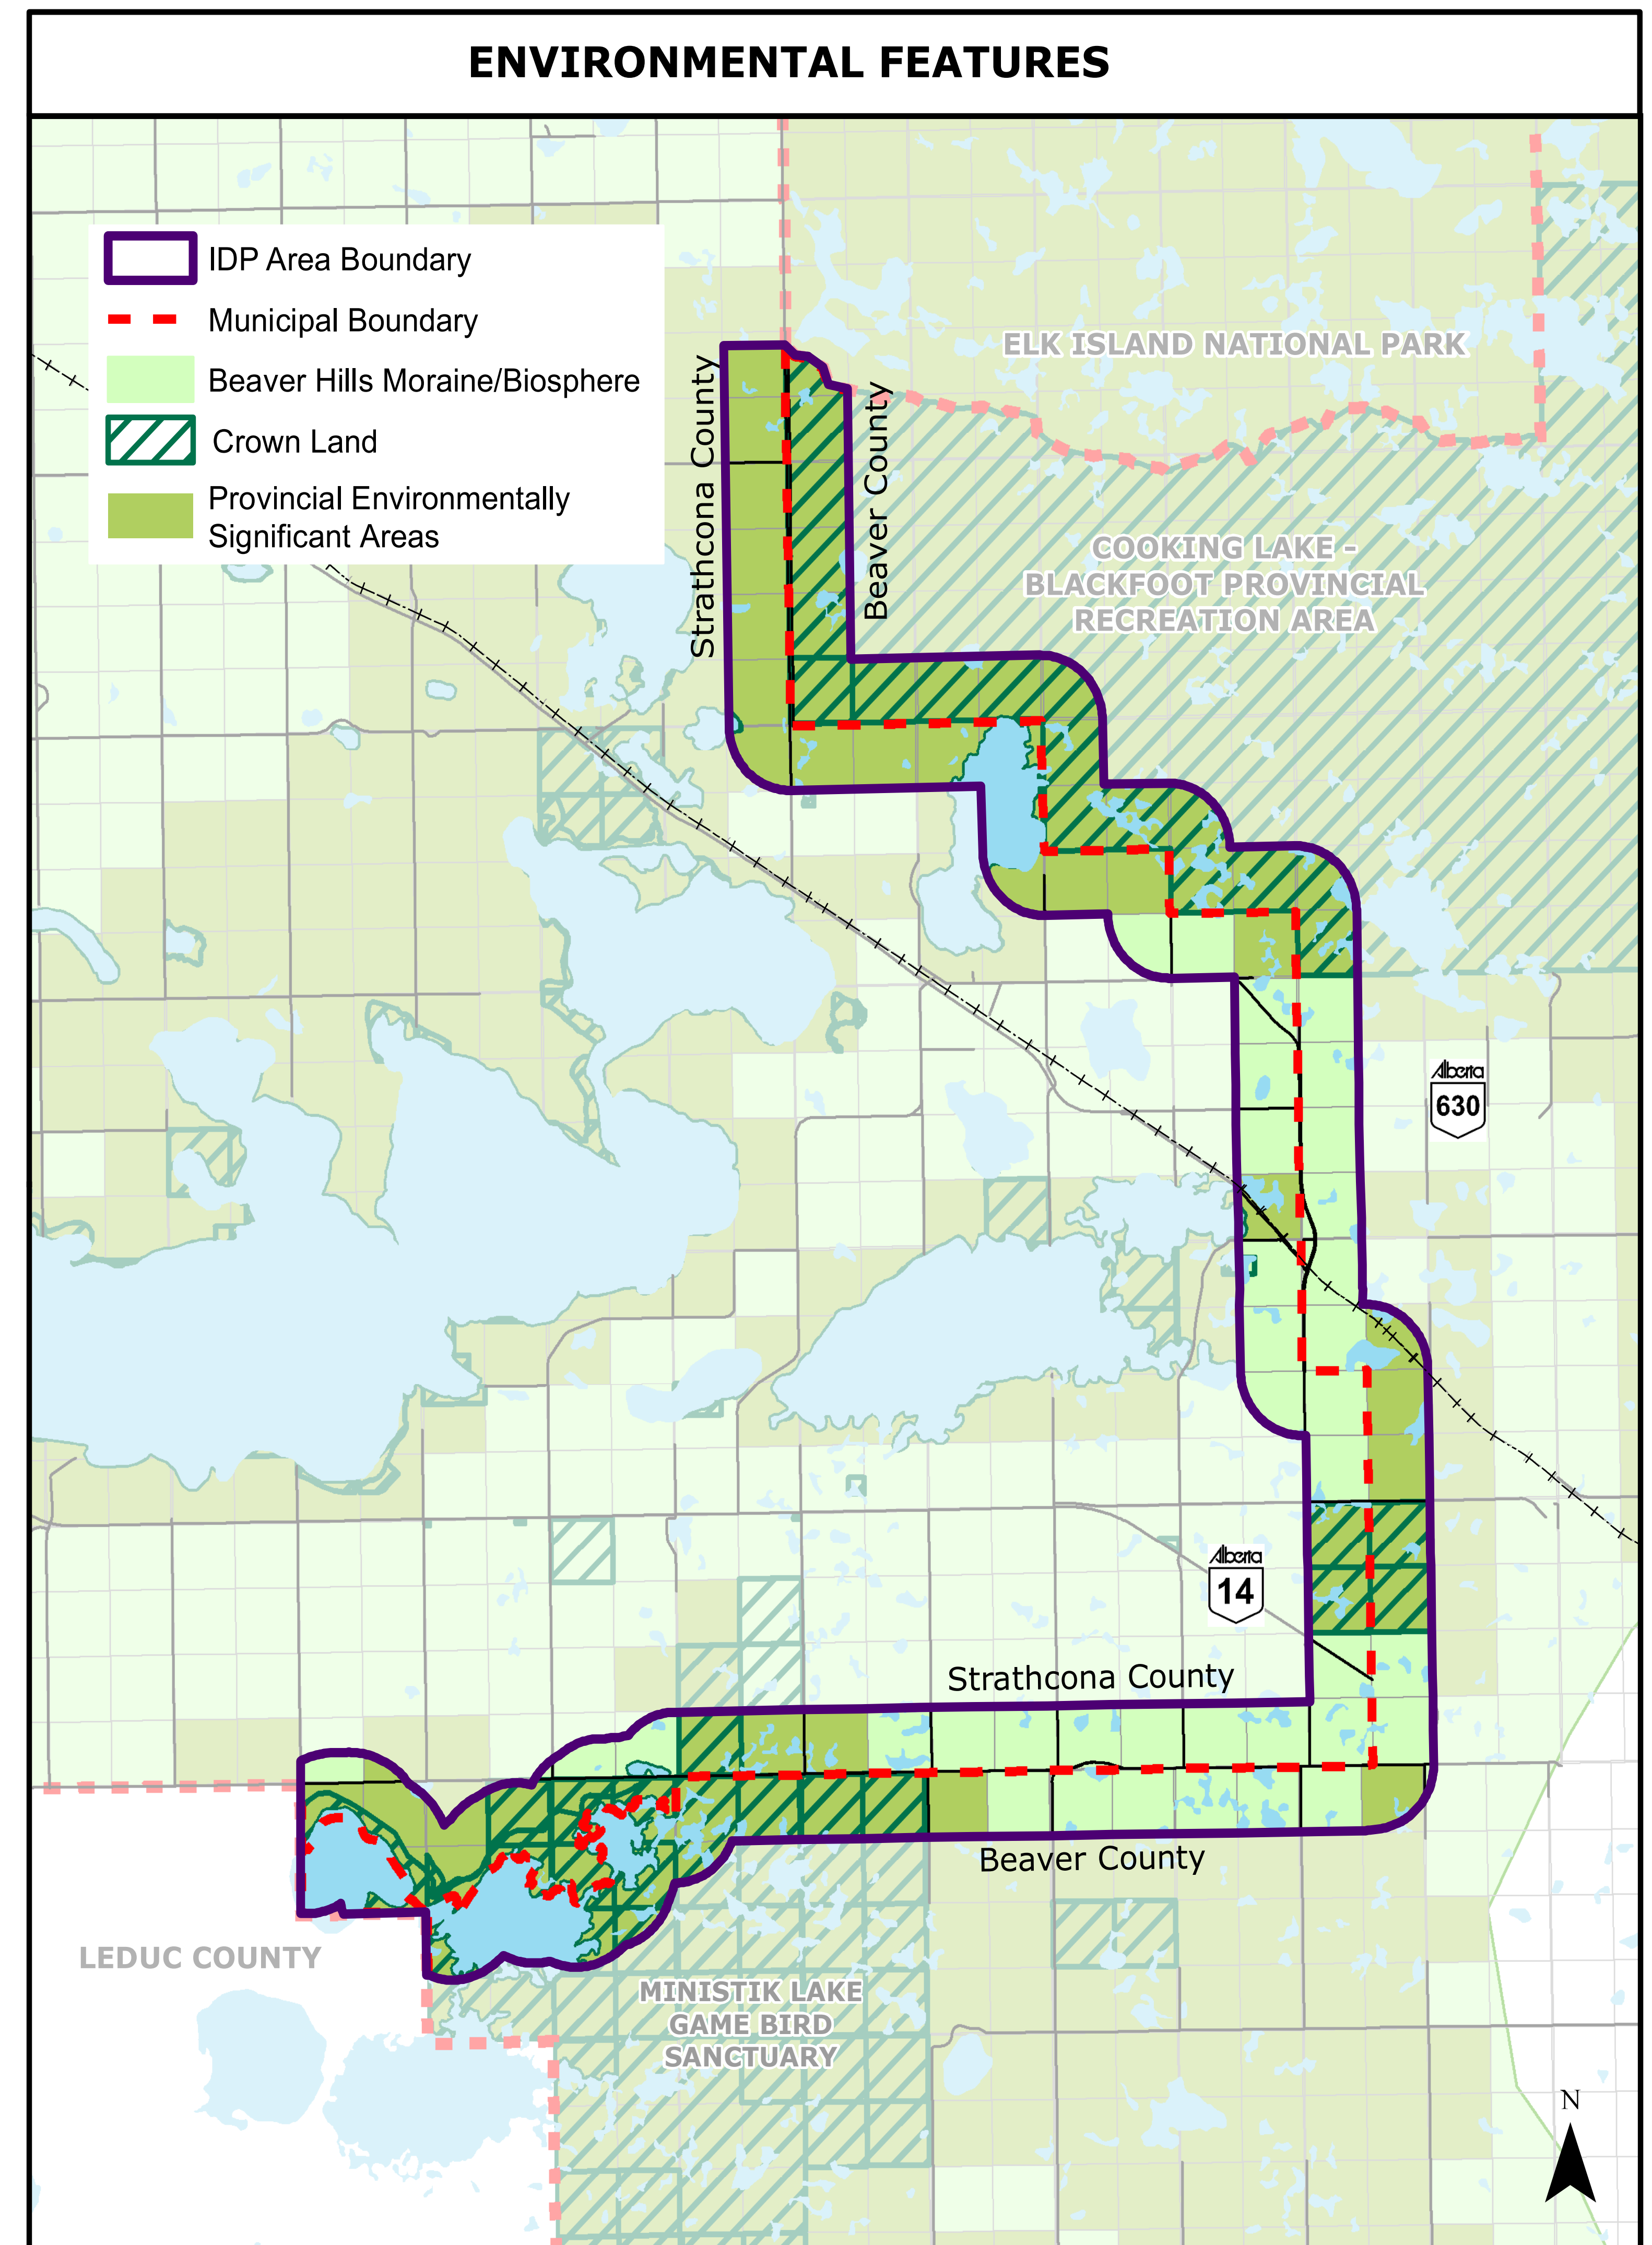 ENVIRONMENTAL FEATURES
IDP Area Boundary
Municipal Boundary
Beaver Hills Moraine/Biosphere
Crown Land
Provincial Environmentally
Significant Areas
ELK ISLAND NATIONAL PARK
Strathcona County
Beaver County
COOKING LAKE -
BLACKFOOT PROVINCIAL
RECREATION AREA
Alberta
630
Alberta
14
Strathcona County
Beaver County
LEDUC COUNTY
MINISTIK LAKE
GAME BIRD
SANCTUARY
N